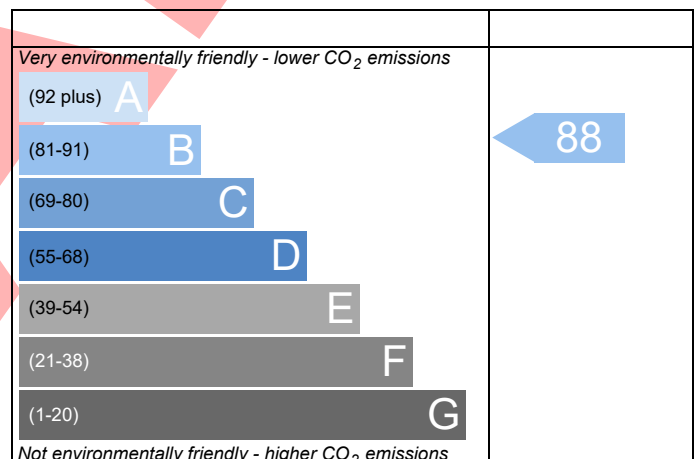 Very environmentally friendly - lower CO2 emissions
(92 plus) A
(81-91) B
88
(69-80) C
(55-68) D
(39-54) E
(21-38) F
(1-20) G
Not environmentally friendly - higher CO2 emissions